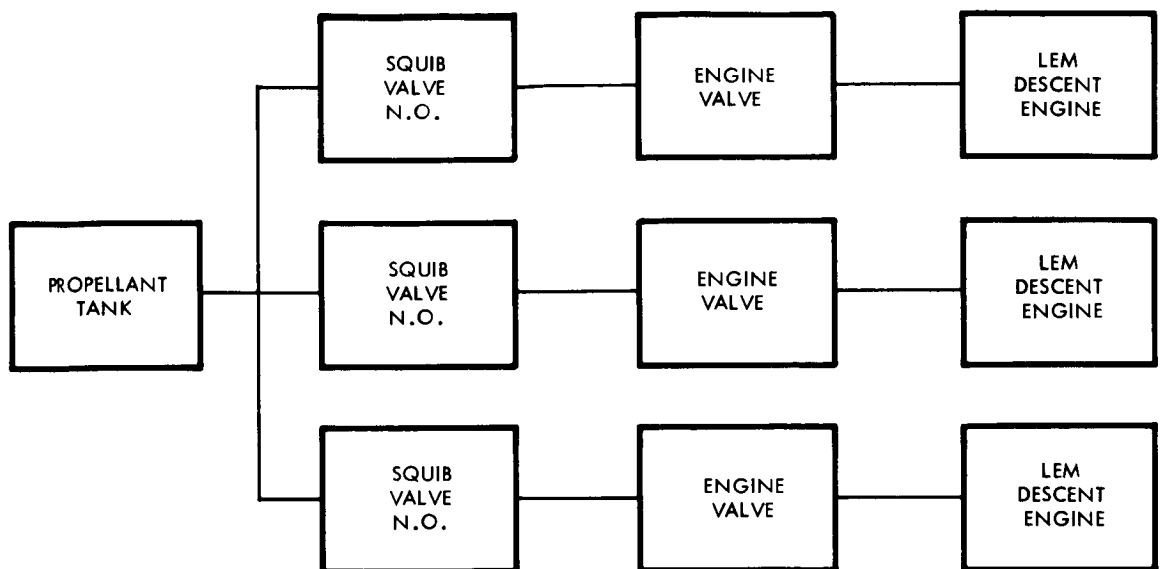 SQUIB
VALVE
N.O.
ENGINE
VALVE
LEM
DESCENT
ENGINE
PROPELLANT
TANK
SQUIB
VALVE
N.O.
ENGINE
VALVE
LEM
DESCENT
ENGINE
SQUIB
VALVE
N.O.
ENGINE
VALVE
LEM
DESCENT
ENGINE